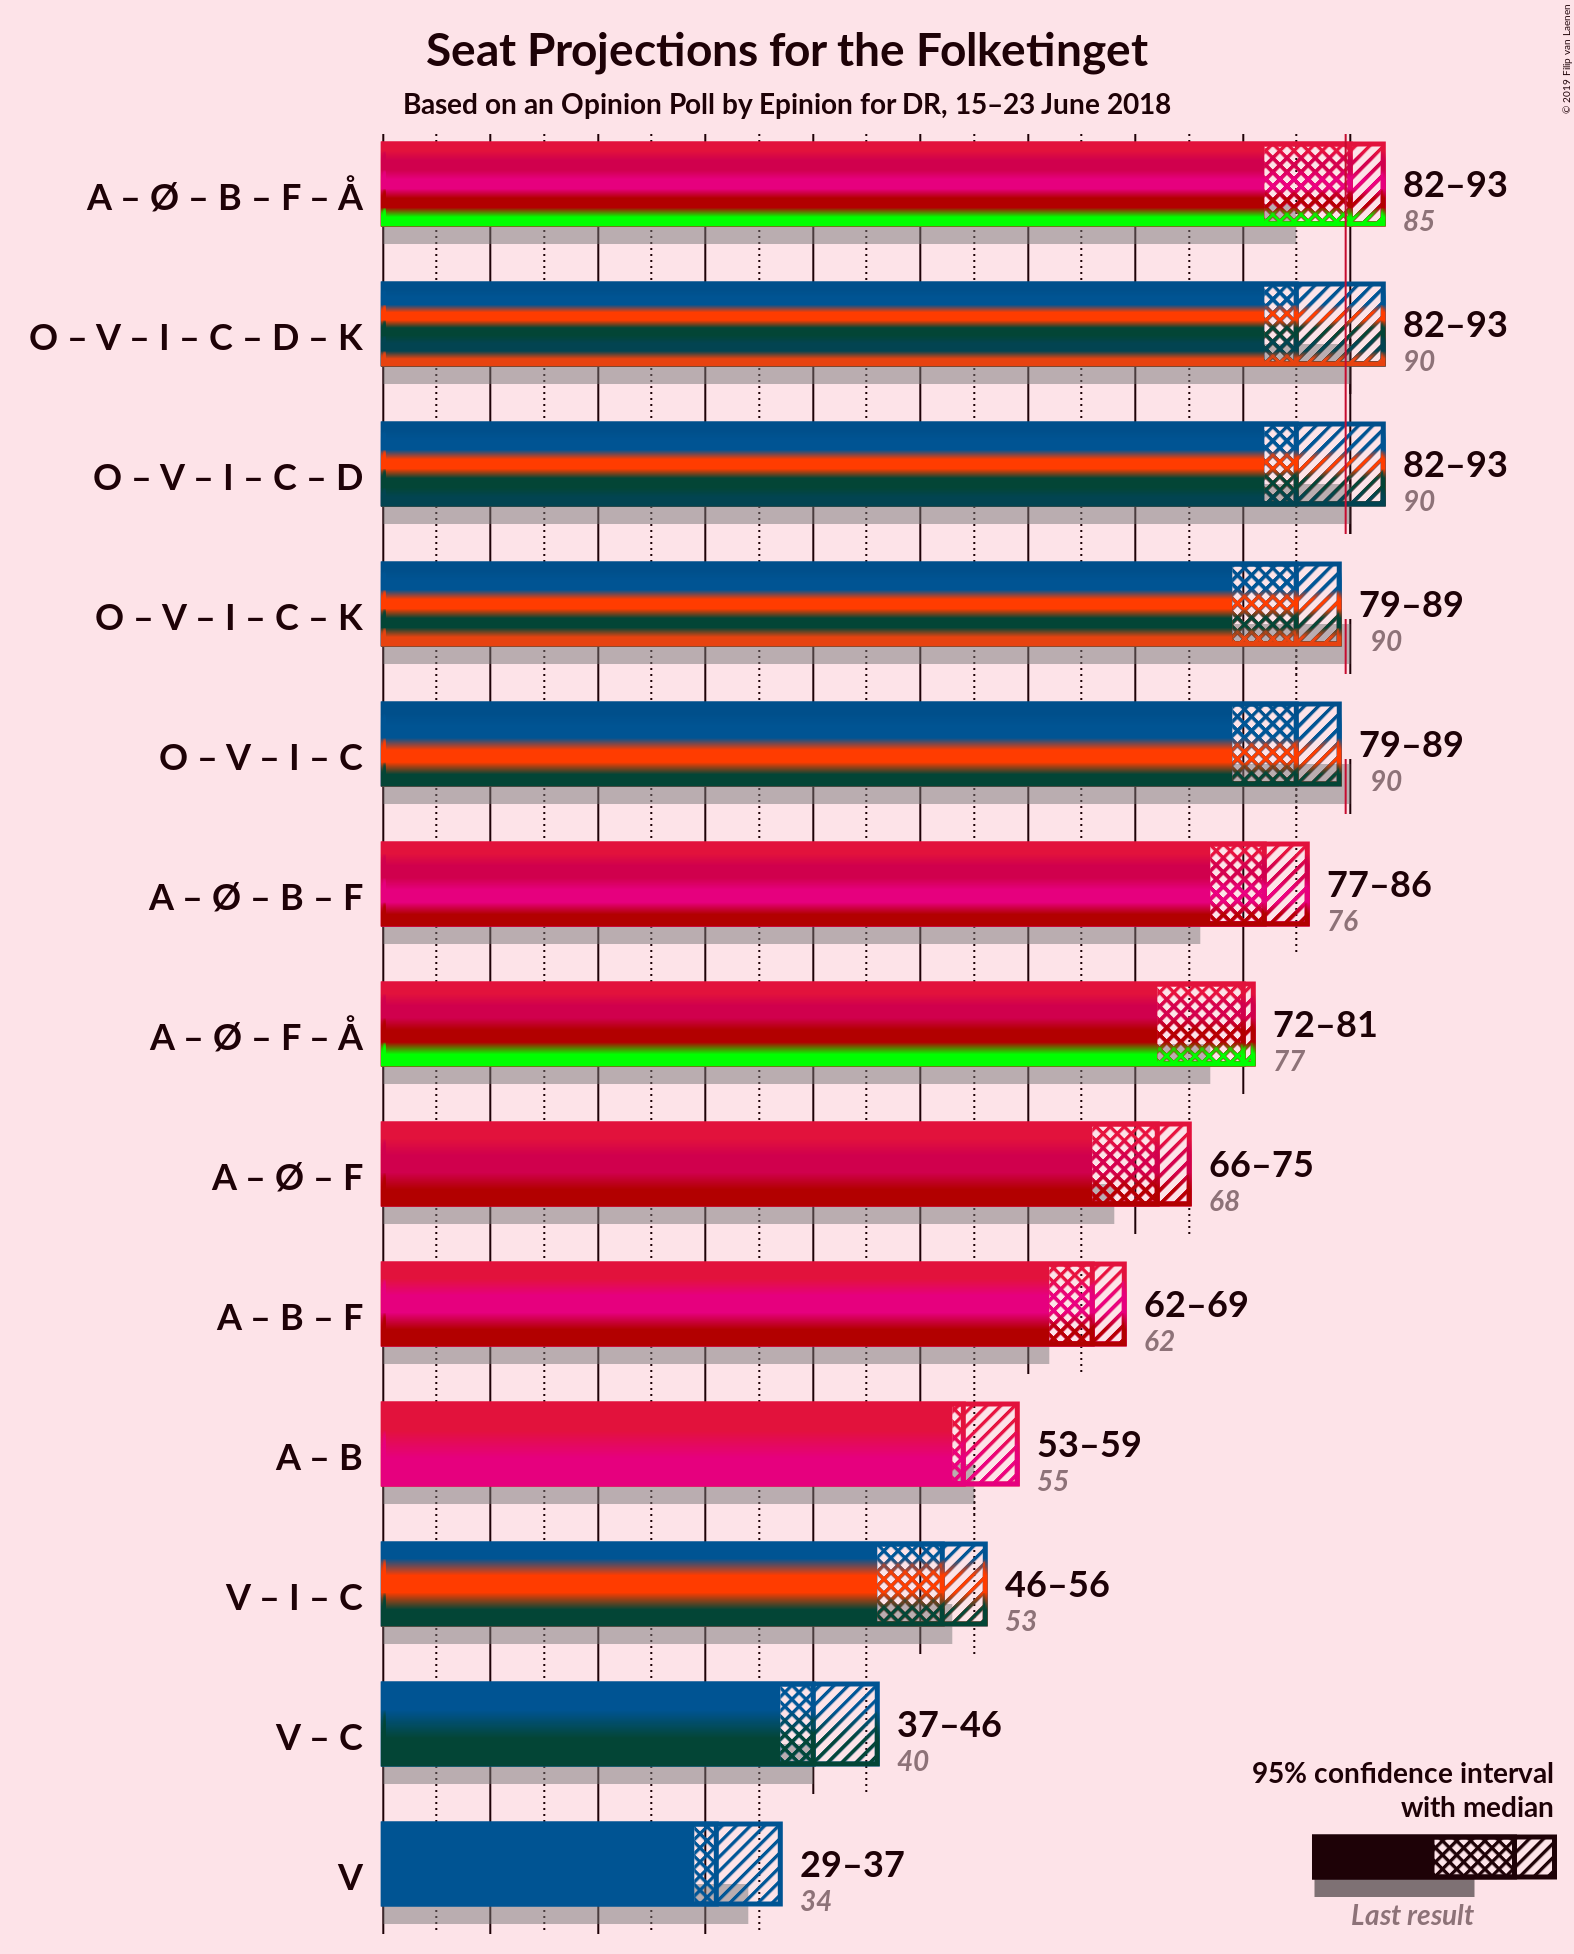 Seat Projections for the Folketinget
Based on an Opinion Poll by Epinion for DR, 15–23 June 2018
© 2019 Filip van Laenen
A – Ø – B – F – Å
82–93
85
O – V – I – C – D – K
82–93
90
O – V – I – C – D
82–93
90
O – V – I – C – K
79–89
90
O – V – I – C
79–89
90
A – Ø – B – F
77–86
76
A – Ø – F – Å
72–81
77
A – Ø – F
66–75
68
A – B – F
62–69
62
A – B
53–59
55
V – I – C
46–56
53
V – C
37–46
40
V
29–37
34
95% confidence interval
with median
Last result